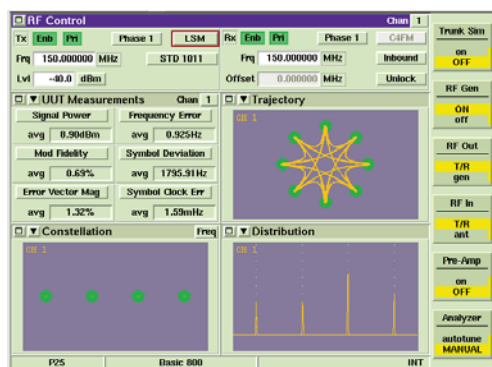 RF Control Chan 1
Tx Enb Pri Phase 1 LSM Rx Enb Pri Phase 1 C4FM
Frq 150.000000 MHz STD 1011 Frq 150.000000 MHz Inbound
Lvl -40.0 dBm Offset 0.000000 MHz Unlock
UUT Measurements Chan 1
Signal Power Frequency Error
avg 0.90dBm avg 0.925Hz
Mod Fidelity Symbol Deviation
avg 0.69% avg 1795.91Hz
Error Vector Mag Symbol Clock Err
avg 1.32% avg 1.59mHz
Trajectory
CH 1
Constellation Freq
CH 1
Distribution
CH 1
P25 Basic 800 INT
Trunk Sim
on
OFF
RF Gen
ON
off
RF Out
T/R
gen
RF In
T/R
ant
Pre-Amp
on
OFF
Analyzer
autotune
MANUAL